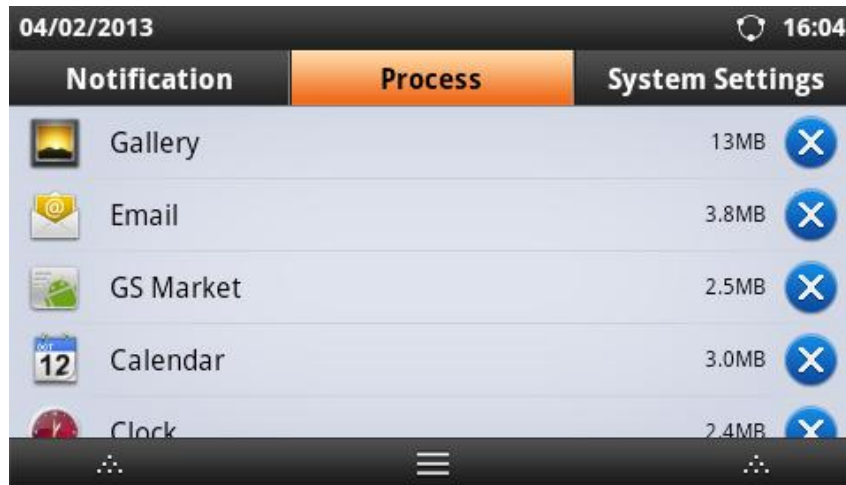 04/02/2013 16:04
Notification Process System Settings
Gallery 13MB
@
Email 3.8MB
GS Market 2.5MB
OCT
12 Calendar 3.0MB
Clock 2.4MB